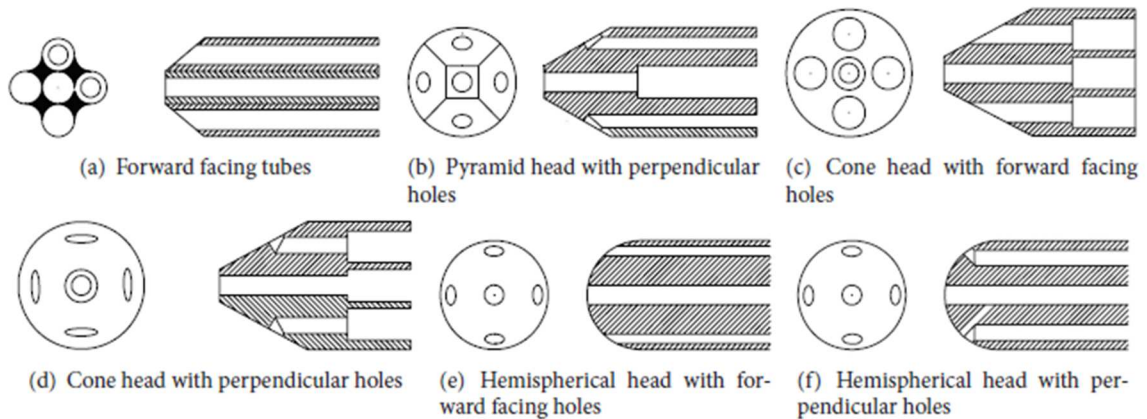 (a) Forward facing tubes
(b) Pyramid head with perpendicular
holes
(c) Cone head with forward facing
holes
(d) Cone head with perpendicular holes
(e) Hemispherical head with for-
ward facing holes
(f) Hemispherical head with per-
pendicular holes